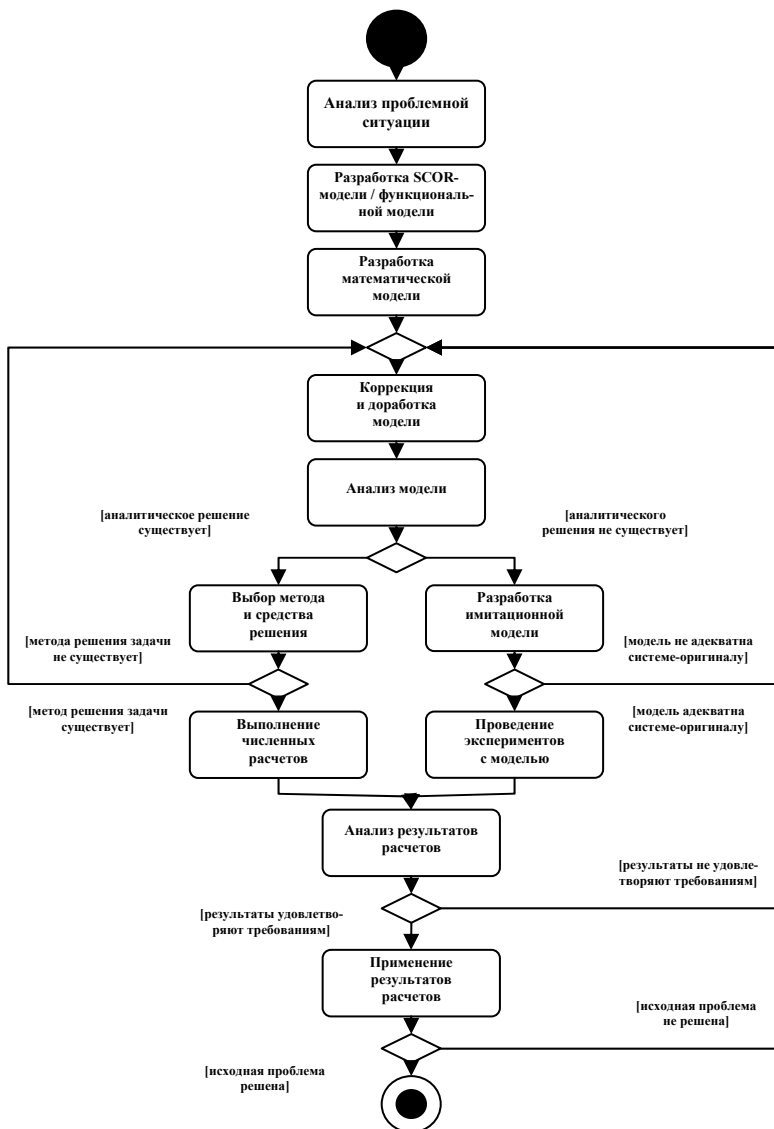 Анализ проблемной
ситуации
Разработка SCOR-
модели / функциональ-
ной модели
Разработка
математической
модели
Коррекция
и доработка
модели
Анализ модели
[аналитическое решение
существует]
[аналитического
решения не существует]
Выбор метода
и средства
решения
Разработка
имитационной
модели
[метода решения задачи
не существует]
[модель не адекватна
системе-оригиналу]
[метод решения задачи
существует]
[модель адекватна
системе-оригиналу]
Выполнение
численных
расчетов
Проведение
экспериментов
с моделью
Анализ результатов
расчетов
[результаты не удовле-
творяют требованиям]
[результаты удовлетво-
ряют требованиям]
Применение
результатов
расчетов
[исходная проблема
не решена]
[исходная проблема
решена]